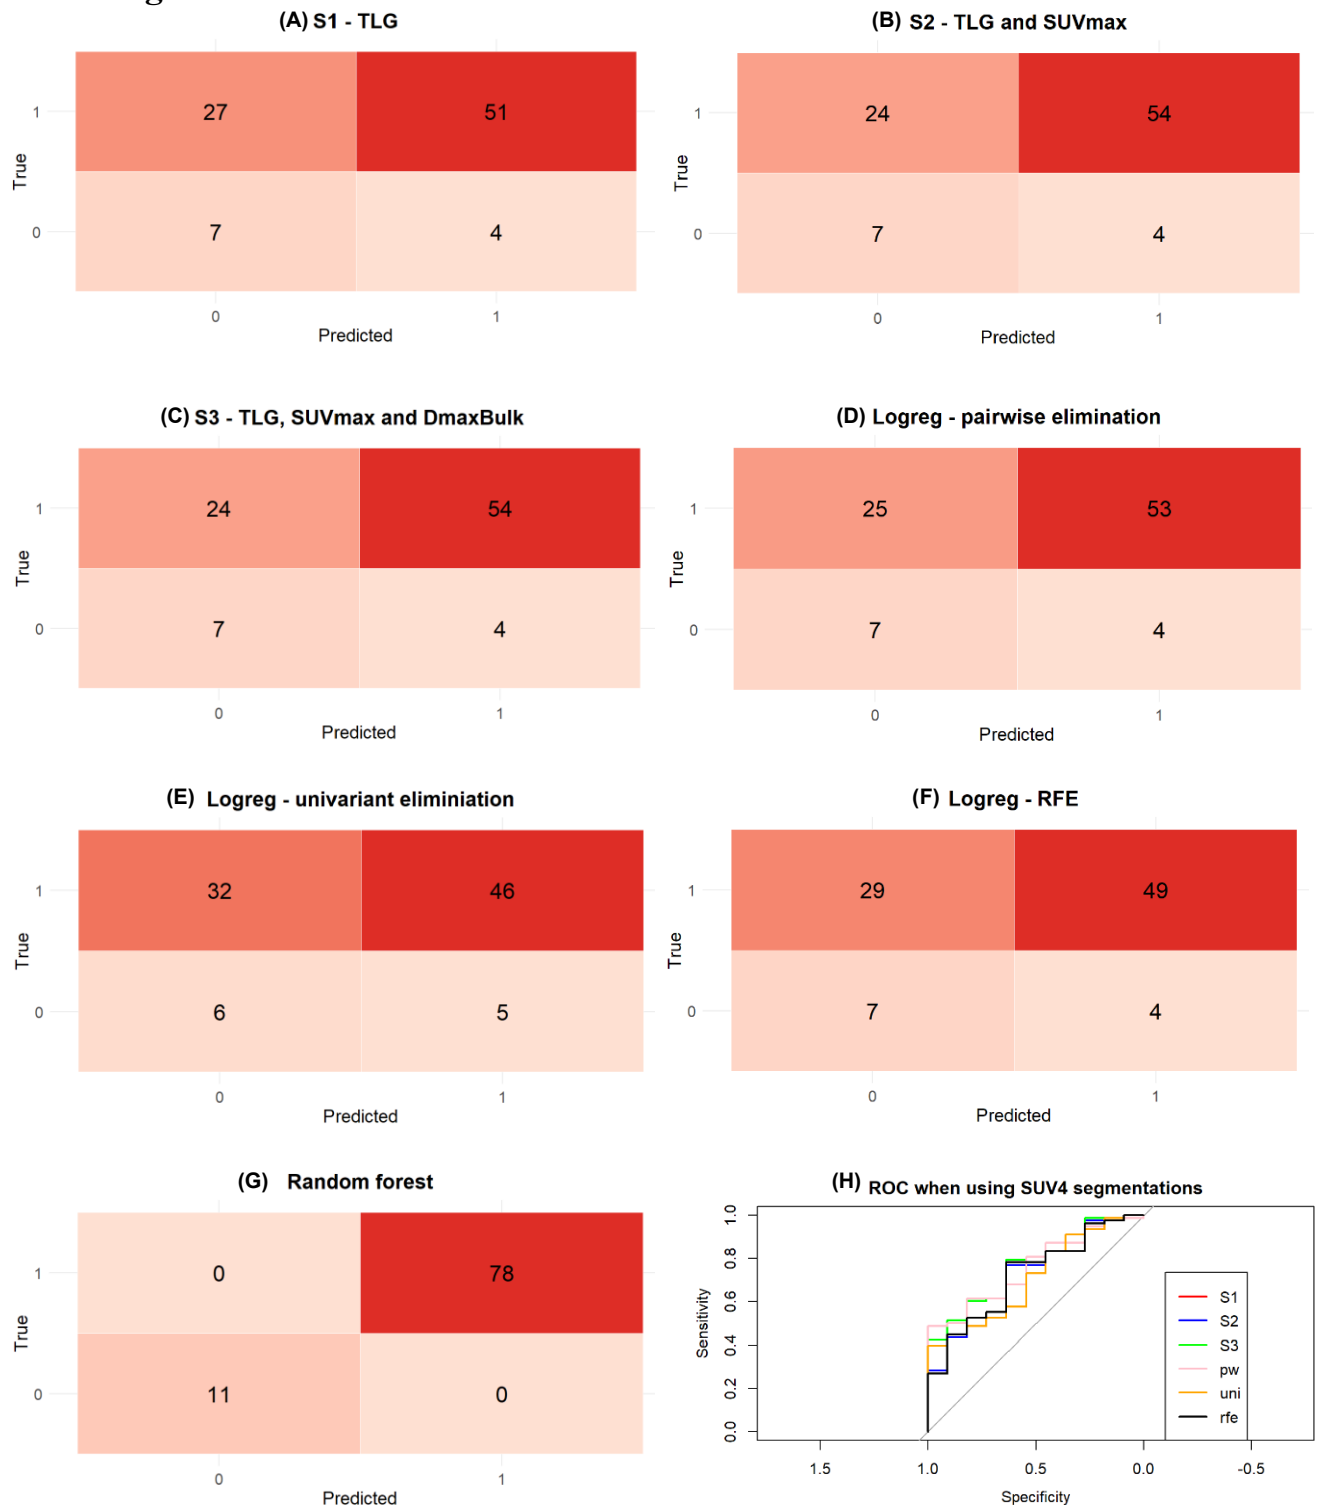 (A) S1 - TLG
1
27
51
True
0
7
4
0
1
Predicted
(B) S2 - TLG and SUVmax
1
24
54
True
0
7
4
0
1
Predicted
(C) S3 - TLG, SUVmax and DmaxBulk
1
24
54
True
0
7
4
0
1
Predicted
(D) Logreg - pairwise elimination
1
25
53
True
0
7
4
0
1
Predicted
(E) Logreg - univariant eliminiation
1
32
46
True
0
6
5
0
1
Predicted
(F) Logreg - RFE
1
29
49
True
0
7
4
0
1
Predicted
(G) Random forest
1
0
78
True
0
11
0
0
1
Predicted
(H) ROC when using SUV4 segmentations
1.0
0.8
0.6
0.4
0.2
0.0
Sensitivity
S1
S2
S3
pw
uni
rfe
1.5
1.0
0.5
0.0
-0.5
Specificity